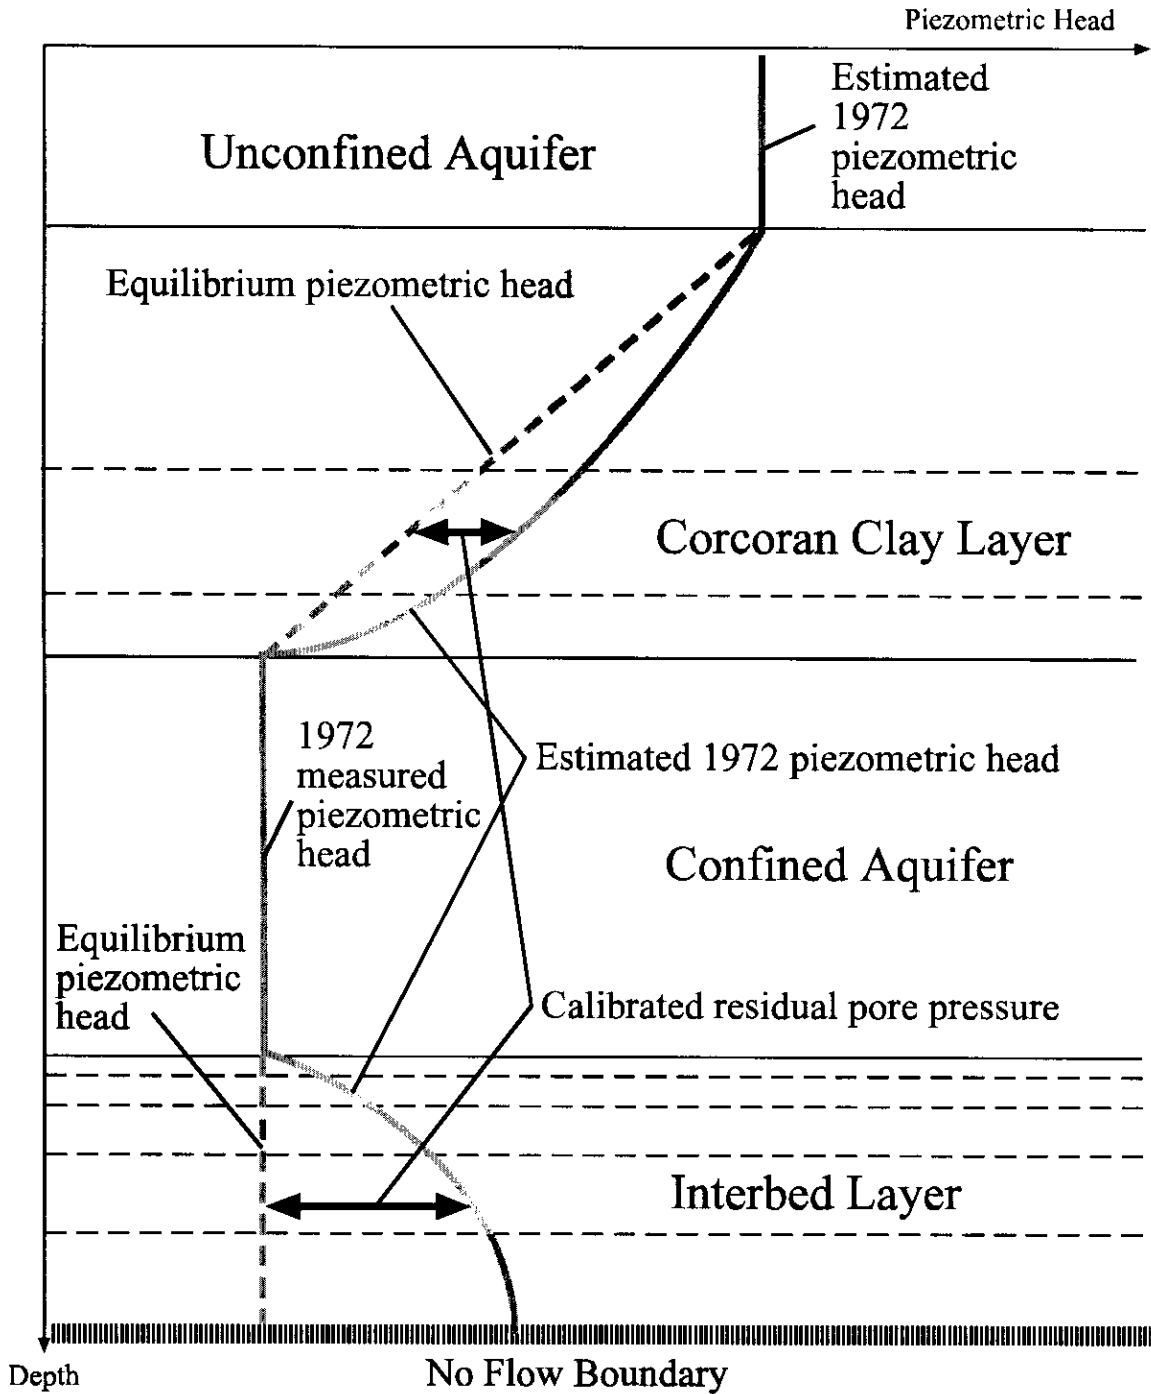 Piezometric Head
Estimated
1972
piezometric
head
Unconfined Aquifer
Equilibrium piezometric head
Corcoran Clay Layer
1972
measured
piezometric
head
Estimated 1972 piezometric head
Confined Aquifer
Equilibrium
piezometric
head
Calibrated residual pore pressure
Interbed Layer
Depth
No Flow Boundary